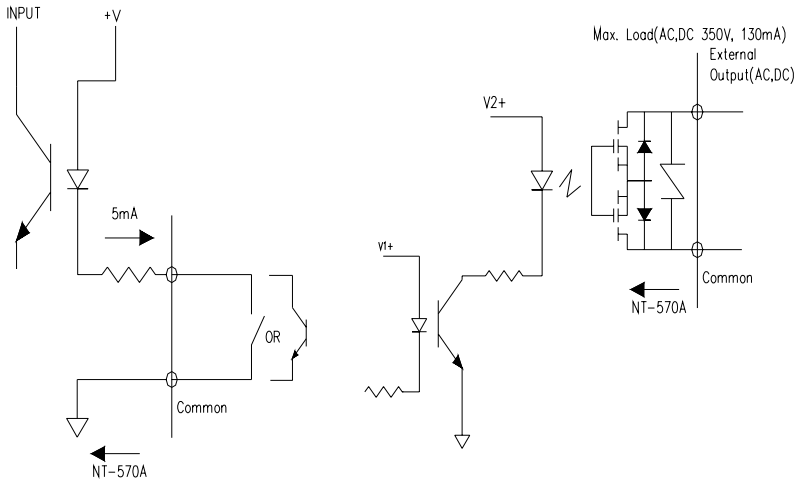 INPUT
+V
5mA
OR
Common
NT-570A
V2+
V1+
Max. Load(AC,DC 350V, 130mA)
External
Output(AC,DC)
Common
NT-570A